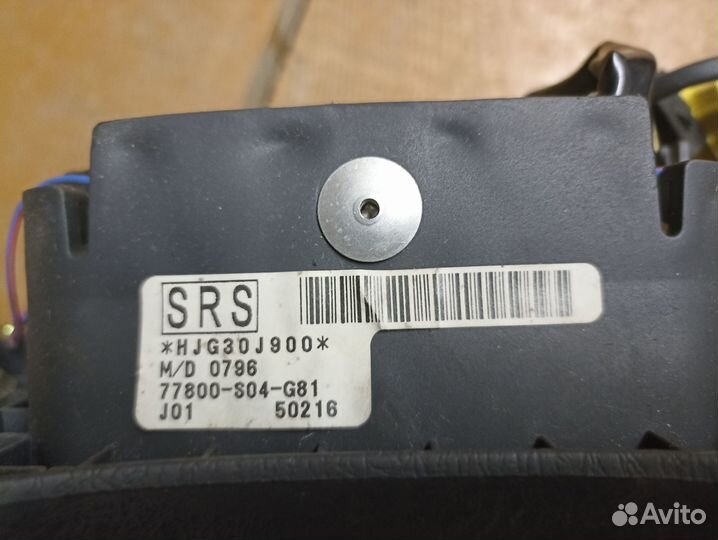 SRS
*HJG30J900*
M/D 0796
77800-S04-G81
J01 50216
Avito